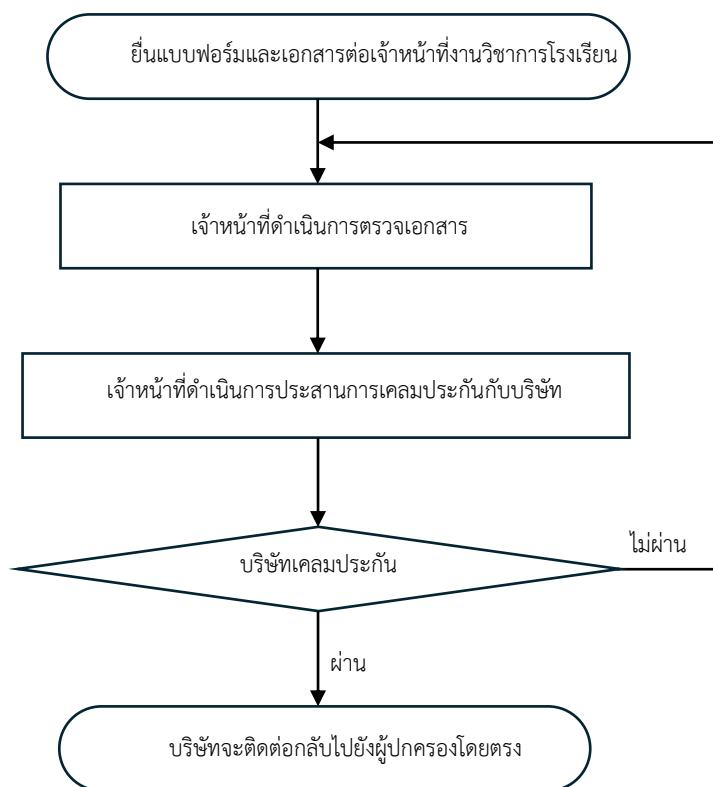 ยื่นแบบฟอร์มและเอกสารต่อเจ้าหน้าที่งานวิชาการโรงเรียน
เจ้าหน้าที่ดำเนินการตรวจเอกสาร
เจ้าหน้าที่ดำเนินการประสานการเคลมประกันกับบริษัท
บริษัทเคลมประกัน
ไม่ผ่าน
ผ่าน
บริษัทจะติดต่อกลับไปยังผู้ปกครองโดยตรง